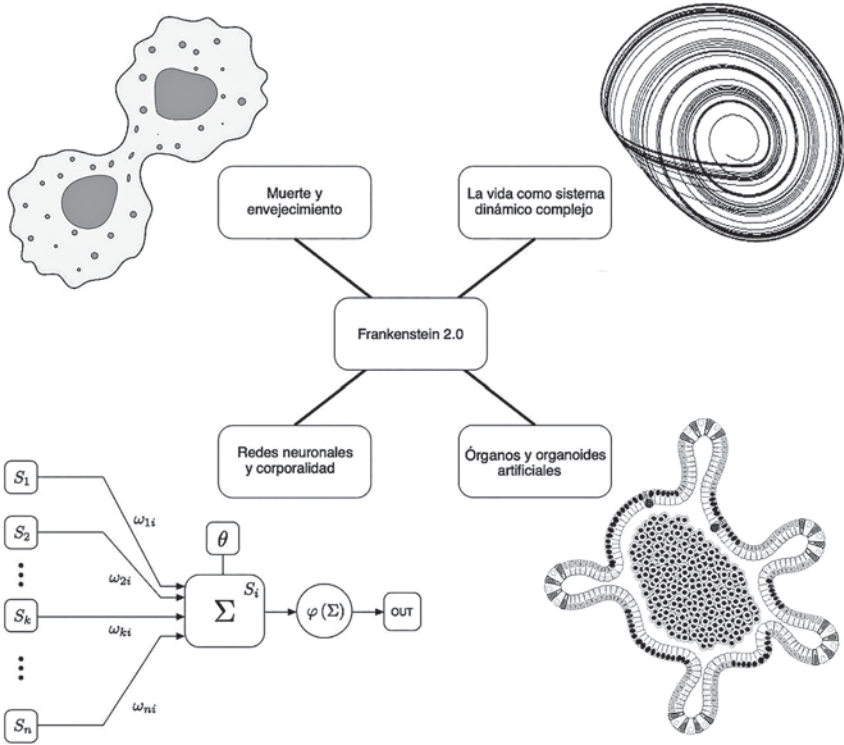 Muerte y
envejecimiento
La vida como sistema
dinámico complejo
Frankenstein 2.0
Redes neuronales
y corporalidad
Órganos y organoides
artificiales
S₁
S₂
Sₖ
Sₙ
ω₁ᵢ
ω₂ᵢ
ωₖᵢ
ωₙᵢ
θ
Sᵢ
Σ
φ (Σ)
OUT